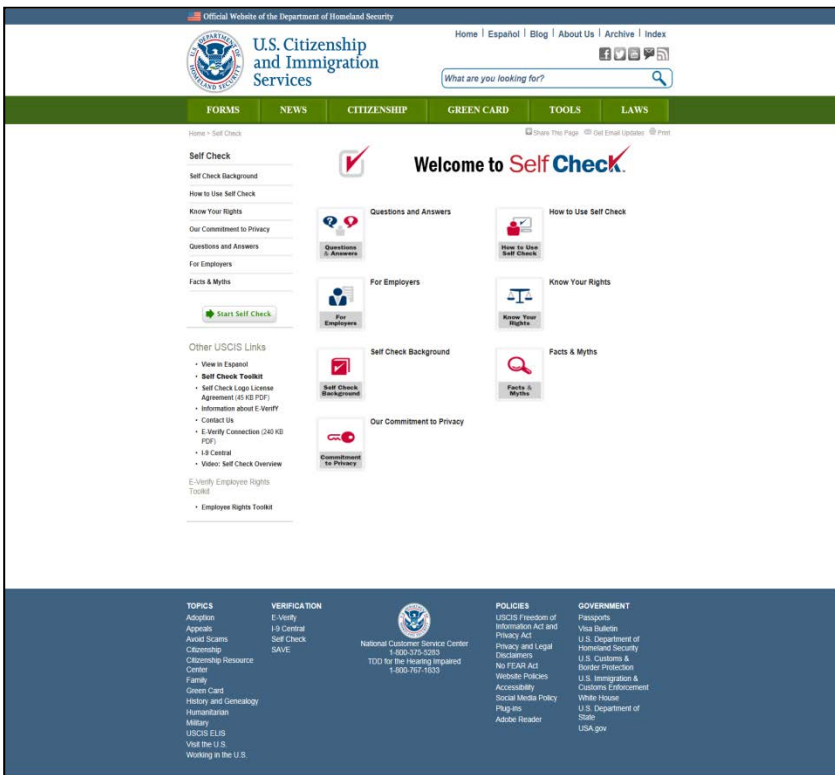 Official Website of the Department of Homeland Security
U.S. Citizenship
and Immigration
Services
Home | Español | Blog | About Us | Archive | Index
What are you looking for?
FORMS NEWS CITIZENSHIP GREEN CARD TOOLS LAWS
Home > Self Check
Share This Page Get Email Updates Print
Self Check
Self Check Background
How to Use Self Check
Know Your Rights
Our Commitment to Privacy
Questions and Answers
For Employers
Facts & Myths
Start Self Check
Other USCIS Links
• View in Espanol
• Self Check Toolkit
• Self Check Logo License
Agreement (45 KB PDF)
• Information about E-Verify
• Contact Us
• E-Verify Connection (240 KB
PDF)
• I-9 Central
• Video: Self Check Overview
E-Verify Employee Rights
Toolkit
• Employee Rights Toolkit
Welcome to Self Check.
Questions and Answers
Questions
& Answers
How to Use Self Check
How to Use
Self Check
For Employers
For
Employers
Know Your Rights
Know Your
Rights
Self Check Background
Self Check
Background
Facts & Myths
Facts &
Myths
Our Commitment to Privacy
Commitment
to Privacy
TOPICS
Adoption
Appeals
Avoid Scams
Citizenship
Citizenship Resource
Center
Family
Green Card
History and Genealogy
Humanitarian
Military
USCIS ELIS
Visit the U.S.
Working in the U.S.
VERIFICATION
E-Verify
I-9 Central
Self Check
SAVE
National Customer Service Center
1-800-375-5283
TDD for the Hearing Impaired
1-800-767-1833
POLICIES
USCIS Freedom of
Information Act and
Privacy Act
Privacy and Legal
Disclaimers
No FEAR Act
Website Policies
Accessibility
Social Media Policy
Plug-ins
Adobe Reader
GOVERNMENT
Passports
Visa Bulletin
U.S. Department of
Homeland Security
U.S. Customs &
Border Protection
U.S. Immigration &
Customs Enforcement
White House
U.S. Department of
State
USA.gov